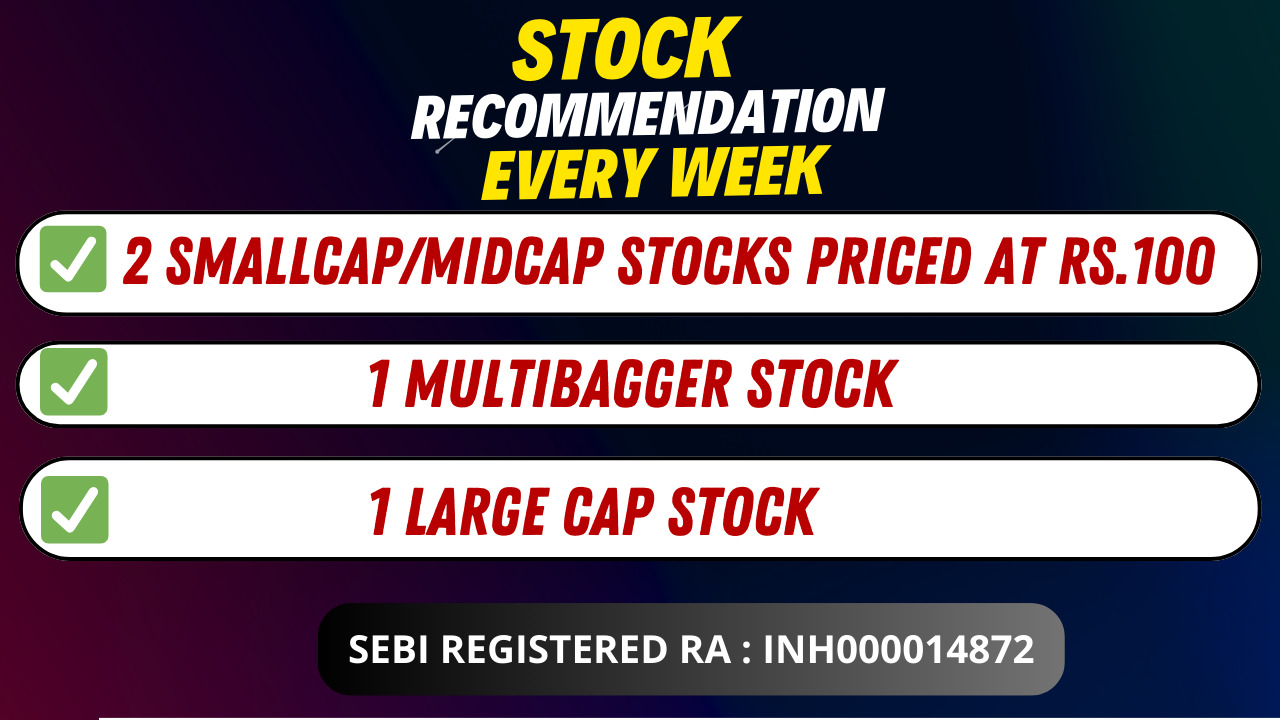 STOCK
RECOMMENDATION
EVERY WEEK
2 SMALLCAP/MIDCAP STOCKS PRICED AT RS.100
1 MULTIBAGGER STOCK
1 LARGE CAP STOCK
SEBI REGISTERED RA : INH000014872